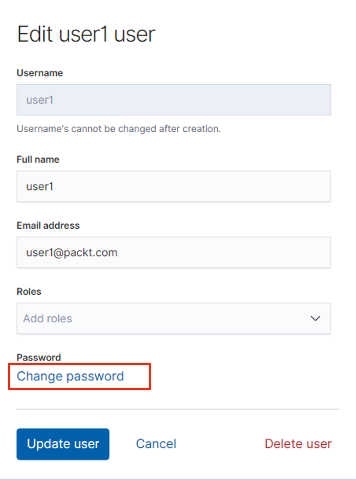 Edit user1 user
Username
user1
Username's cannot be changed after creation.
Full name
user1
Email address
user1@packt.com
Roles
Add roles
Password
Change password
Update user Cancel Delete user